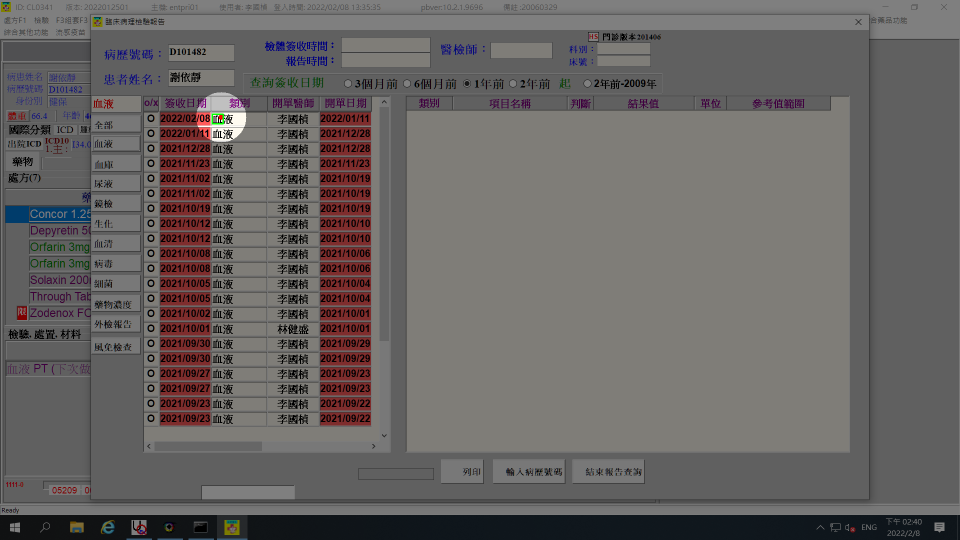 ID: CL0341 版本: 2022012501 主檔: entpri01 使用者: 李國楨 登入時間: 2022/02/08 13:35:35 pbver:10.2.1.9696
處方F1 檢驗
綜合其他功能
臨床病理檢驗報告
病歷號碼： D101482 檢體簽收時間： 醫檢師： HS 門診版本201406
報告時間： 科別：
床號：
患者姓名： 謝依靜 查詢簽收日期 3個月前 6個月前 1年前 2年前 起 2年前-2009年
病患姓名 謝依靜
病歷號碼 D101482
身份別 健保
體重 66.4 年齡
國際分類 ICD
出院ICD ICD10
1.主：
藥物
處方(7)
Concor 1.25
Depyretin 50
Orfarin 3mg
Orfarin 3mg
Solaxin 200
Through Tab
限 Zodenox FC
檢驗, 處置, 材料
血液 PT (下次做
1111-0 05209
血液
全部
血液
血庫
尿液
鏡檢
生化
血清
病毒
細菌
藥物濃度
外檢報告
風免檢查
o/x 簽收日期 類別 開單醫師 開單日期
O 2022/02/08 血液 李國楨 2022/01/11
O 2022/01/11 血液 李國楨 2021/12/28
O 2021/12/28 血液 李國楨 2021/11/23
O 2021/11/23 血液 李國楨 2021/11/23
O 2021/11/02 血液 李國楨 2021/10/19
O 2021/11/02 血液 李國楨 2021/10/19
O 2021/10/19 血液 李國楨 2021/10/19
O 2021/10/12 血液 李國楨 2021/10/10
O 2021/10/12 血液 李國楨 2021/10/10
O 2021/10/08 血液 李國楨 2021/10/06
O 2021/10/08 血液 李國楨 2021/10/06
O 2021/10/05 血液 李國楨 2021/10/04
O 2021/10/05 血液 李國楨 2021/10/04
O 2021/10/02 血液 李國楨 2021/10/01
O 2021/10/01 血液 林健盛 2021/10/01
O 2021/09/30 血液 李國楨 2021/09/29
O 2021/09/30 血液 李國楨 2021/09/29
O 2021/09/27 血液 李國楨 2021/09/23
O 2021/09/27 血液 李國楨 2021/09/23
O 2021/09/23 血液 李國楨 2021/09/22
O 2021/09/23 血液 李國楨 2021/09/22
類別 項目名稱 判斷 結果值 單位 參考值範圍
列印 輸入病歷號碼 結束報告查詢
Ready
ENG 下午 02:40
2022/2/8